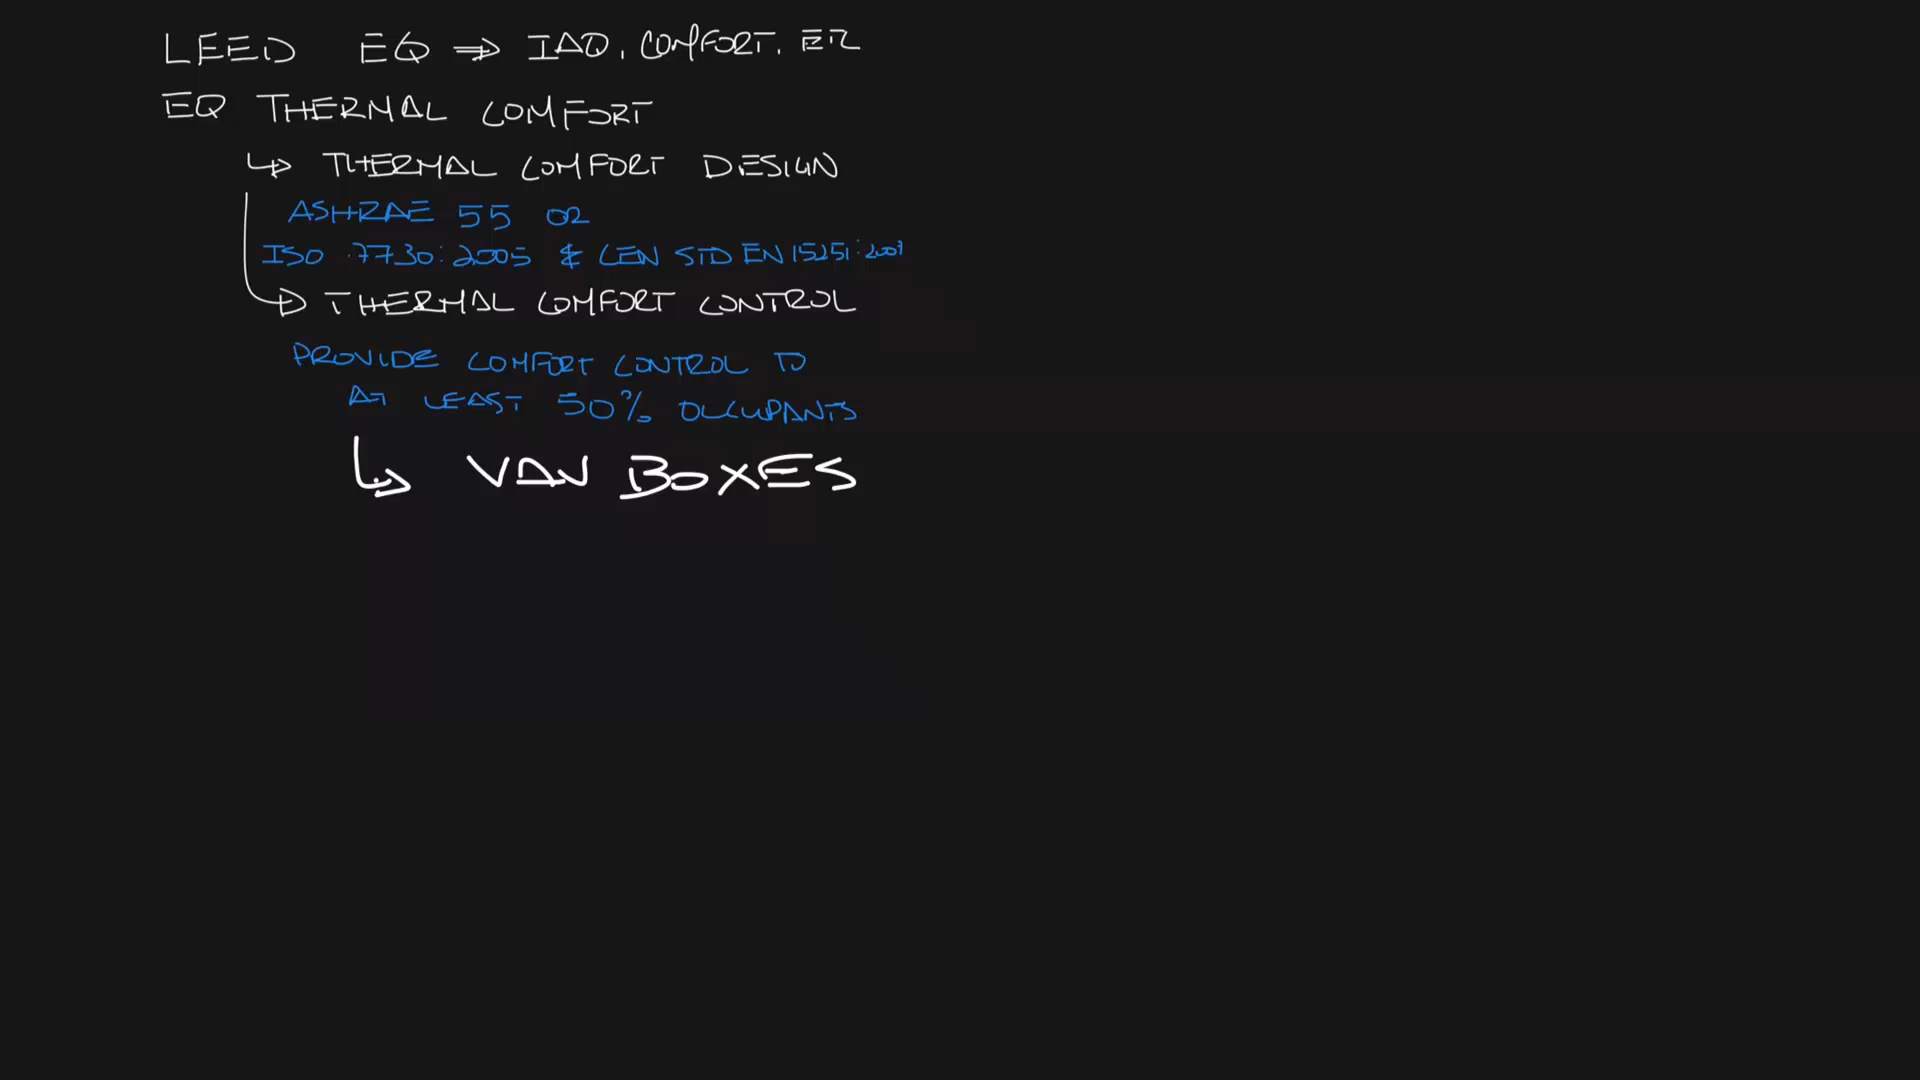 LEED EQ ⇒ IAQ, COMFORT, ETC
EQ THERMAL COMFORT
↳ THERMAL COMFORT DESIGN
ASHRAE 55 OR
ISO 7730:2005 & CEN STD EN 15251:2007
↳ THERMAL COMFORT CONTROL
PROVIDE COMFORT CONTROL TO
AT LEAST 50% OCCUPANTS
↳ VAV BOXES